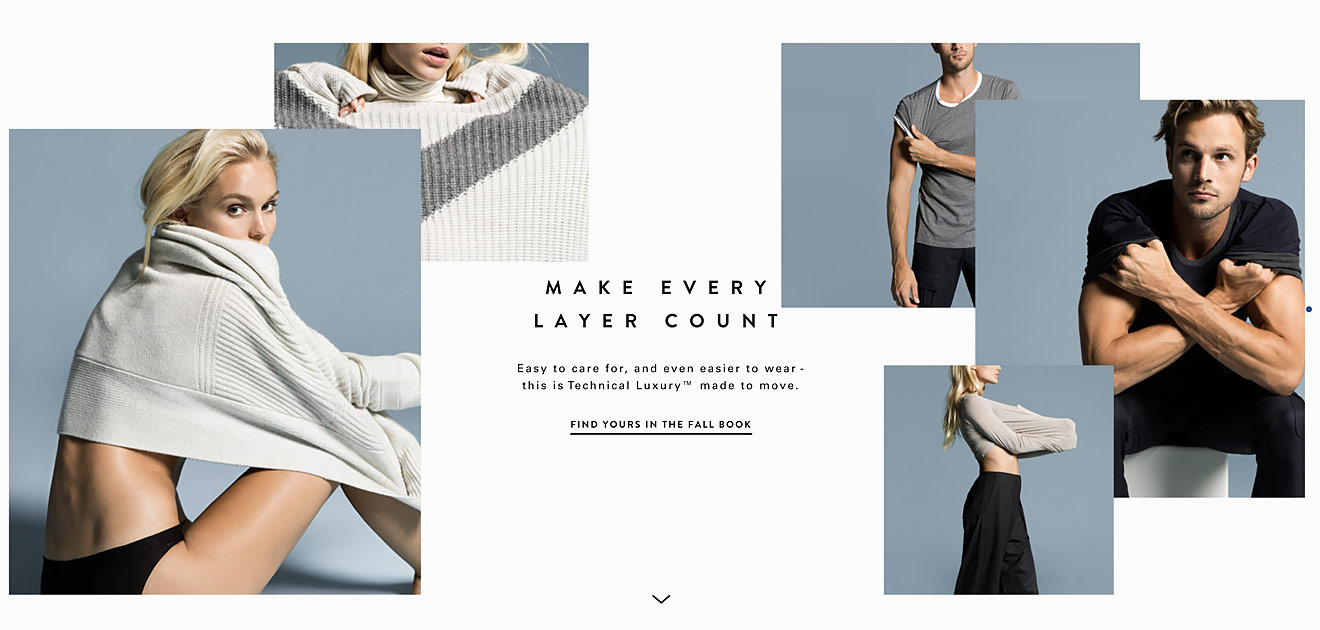 MAKE EVERY
LAYER COUNT
Easy to care for, and even easier to wear -
this is Technical Luxury™ made to move.
FIND YOURS IN THE FALL BOOK